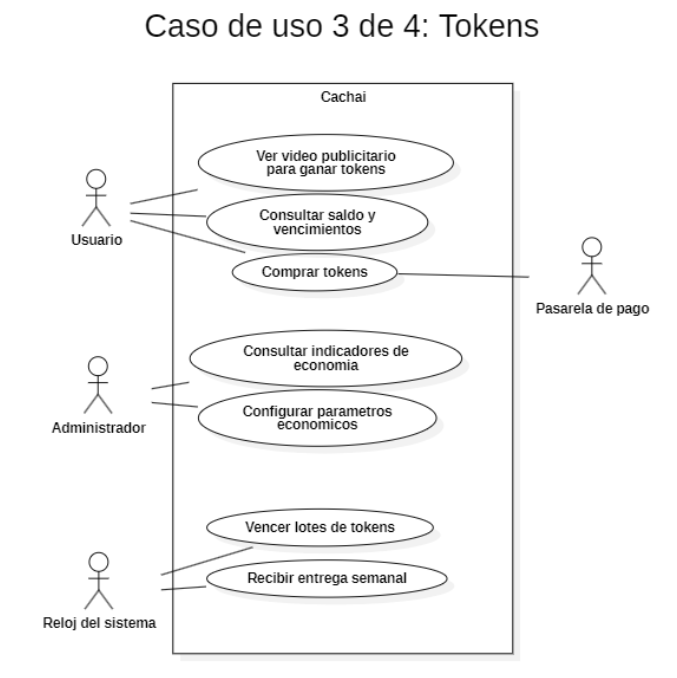 Caso de uso 3 de 4: Tokens
Cachai
Ver video publicitario
para ganar tokens
Consultar saldo y
vencimientos
Usuario
Comprar tokens
Pasarela de pago
Consultar indicadores de
economia
Configurar parametros
economicos
Administrador
Vencer lotes de tokens
Recibir entrega semanal
Reloj del sistema